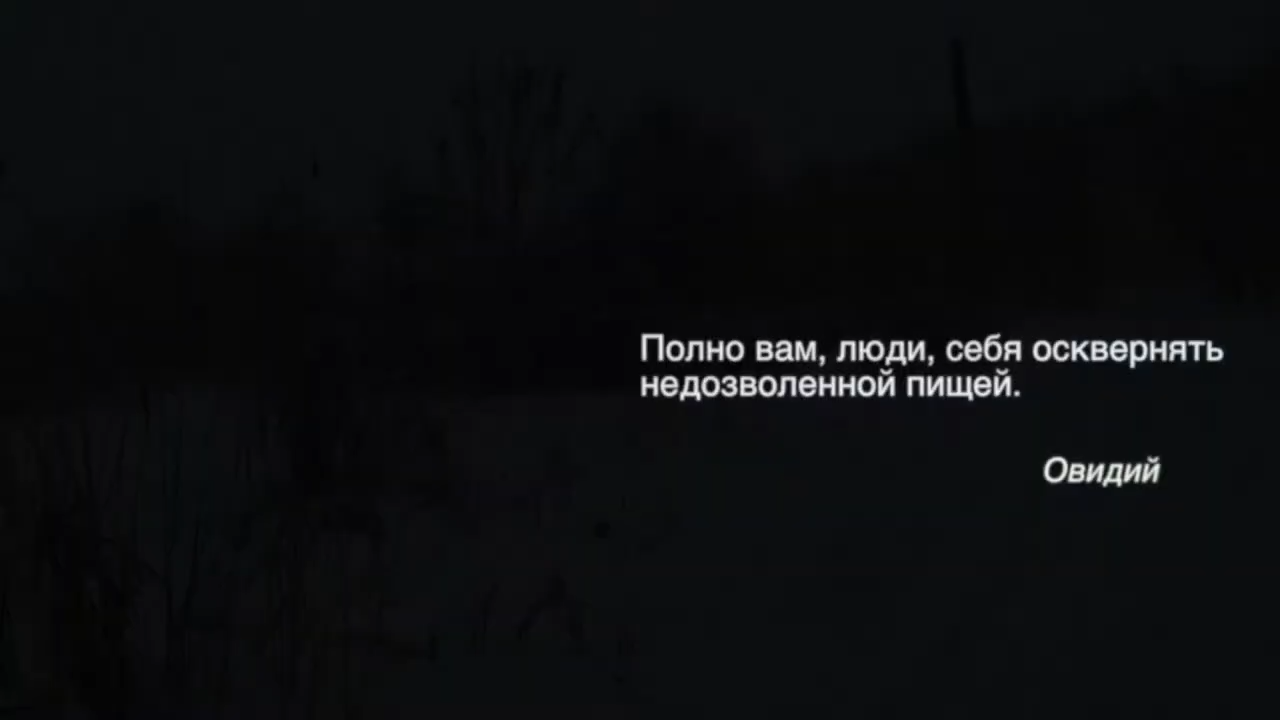 Полно вам, люди, себя осквернять
недозволенной пищей.
Овидий